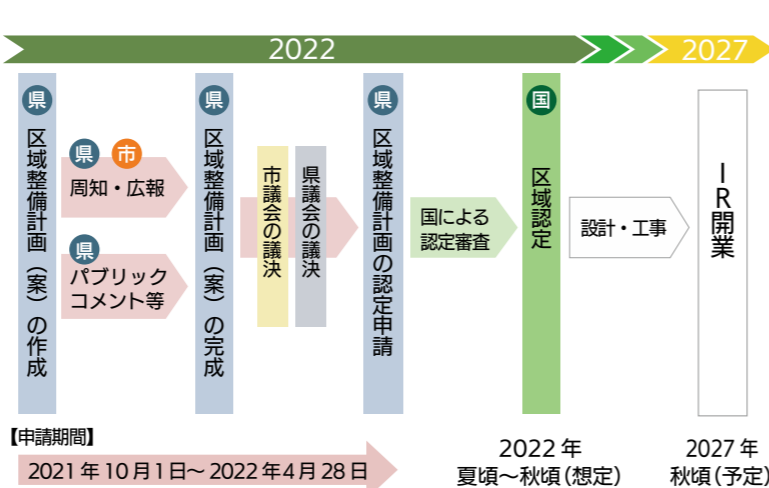 2022
2027
県
区域整備計画（案）の作成
県
市
周知・広報
県
パブリック
コメント等
県
区域整備計画（案）の完成
市議会の議決
県議会の議決
県
区域整備計画の認定申請
国による
認定審査
国
区域認定
設計・工事
IR開業
【申請期間】
2021年10月1日～2022年4月28日
2022年
夏頃～秋頃（想定）
2027年
秋頃（予定）